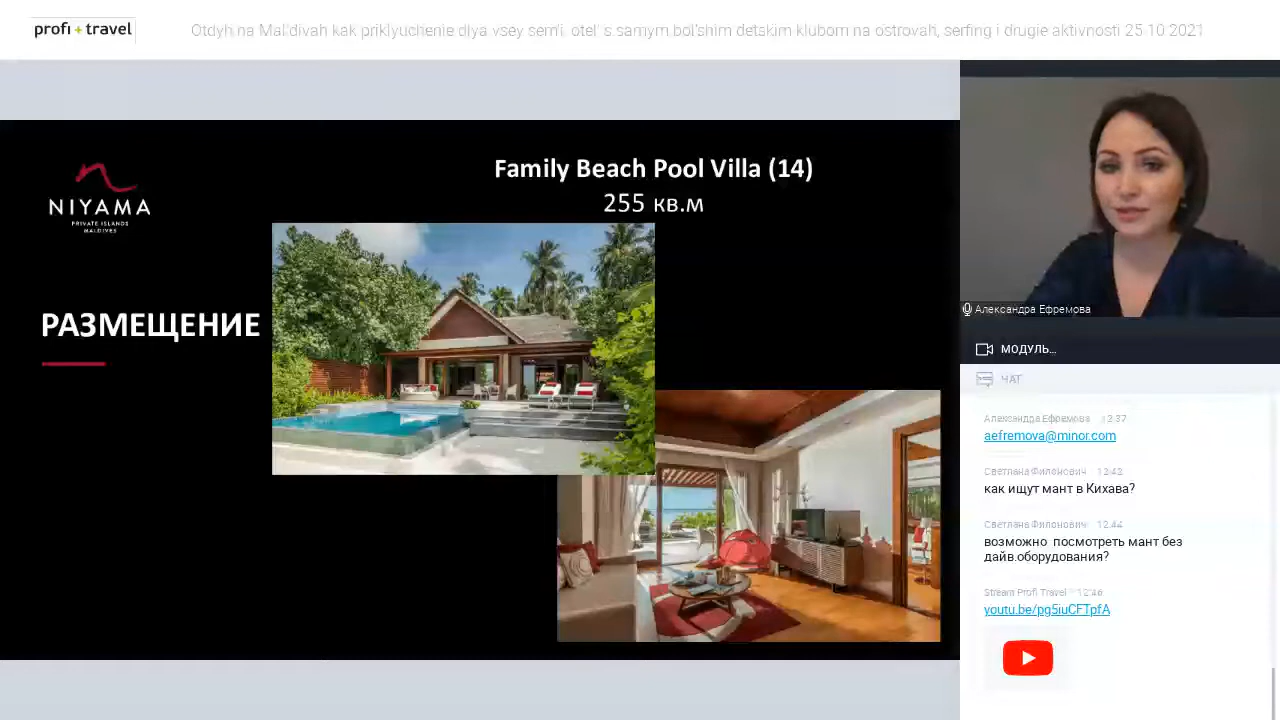 profi + travel
Otdyh na Mal'divah kak priklyuchenie dlya vsey sem'i. otel' s samym bol'shim detskim klubom na ostrovah, serfing i drugie aktivnosti 25 10 2021
NIYAMA
PRIVATE ISLANDS
MALDIVES
Family Beach Pool Villa (14)
255 кв.м
РАЗМЕЩЕНИЕ
Александра Ефремова
МОДУЛЬ...
ЧАТ
Александра Ефремова 12:37
aefremova@minor.com
Светлана Филонович 12:42
как ищут мант в Кихава?
Светлана Филонович 12:44
возможно посмотреть мант без
дайв.оборудования?
Stream Profi Travel 12:46
youtu.be/pg5iuCFTpfA